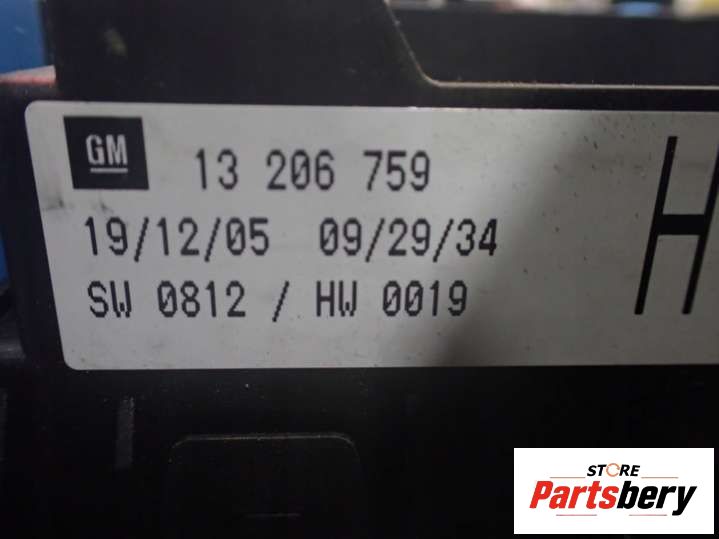 GM 13 206 759 H
19/12/05 09/29/34
SW 0812 / HW 0019
STORE
Partsbery